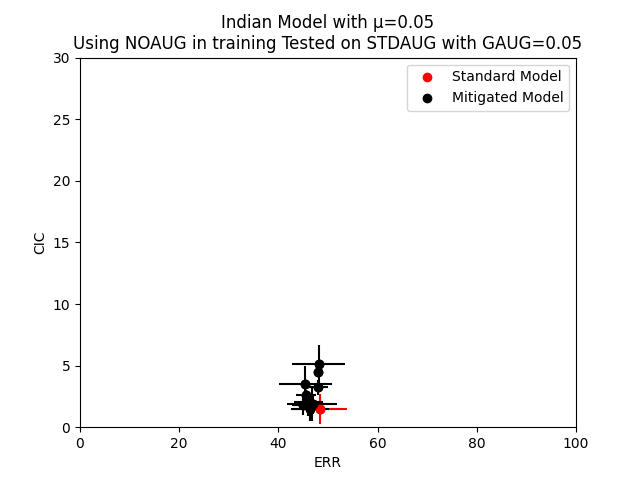 Indian Model with μ=0.05
Using NOAUG in training Tested on STDAUG with GAUG=0.05
Standard Model
Mitigated Model
CIC
30
25
20
15
10
5
0
0 20 40 60 80 100
ERR